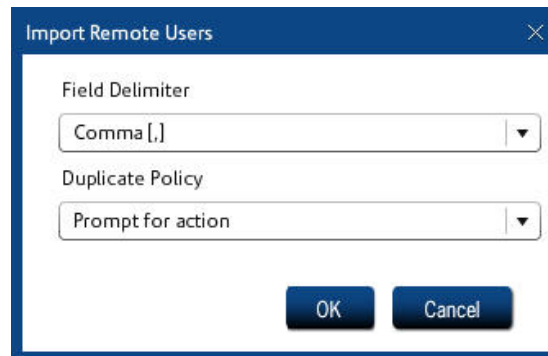 Import Remote Users
Field Delimiter
Comma [,]
Duplicate Policy
Prompt for action
OK Cancel